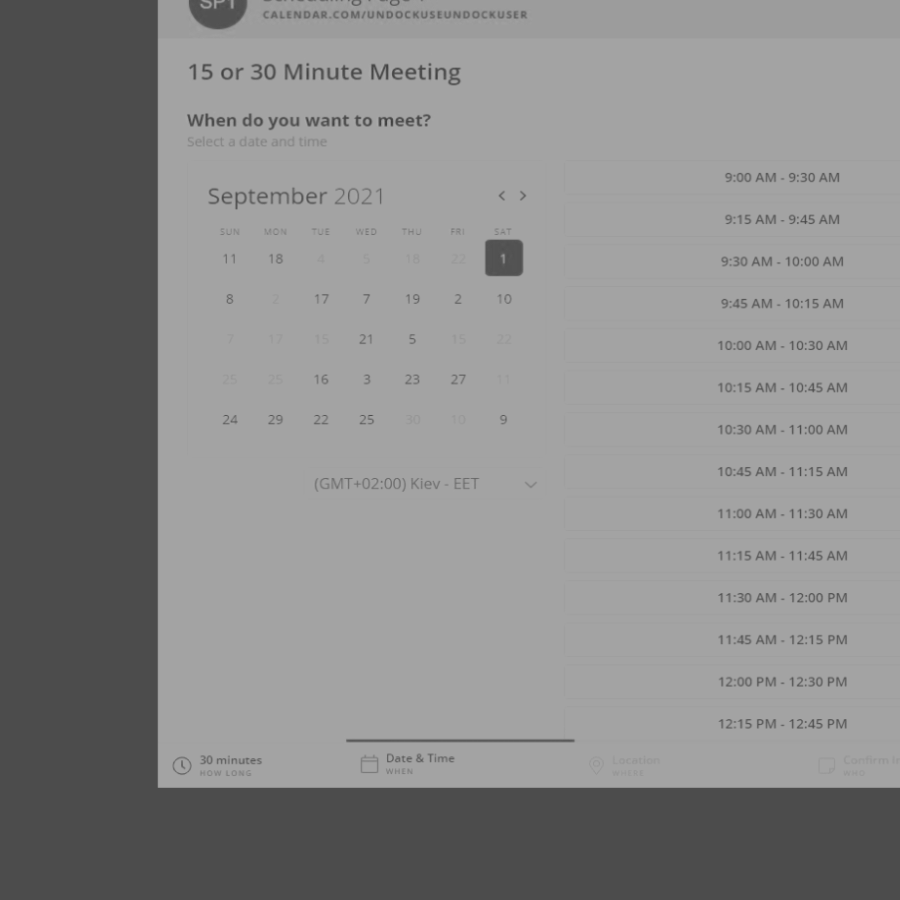 SP1
CALENDAR.COM/UNDOCKUSEUNDOCKUSER
15 or 30 Minute Meeting
When do you want to meet?
Select a date and time
September 2021
SUN MON TUE WED THU FRI SAT
11 18 4 5 18 22 1
8 2 17 7 19 2 10
7 17 15 21 5 15 22
25 25 16 3 23 27 11
24 29 22 25 30 10 9
(GMT+02:00) Kiev - EET
9:00 AM - 9:30 AM
9:15 AM - 9:45 AM
9:30 AM - 10:00 AM
9:45 AM - 10:15 AM
10:00 AM - 10:30 AM
10:15 AM - 10:45 AM
10:30 AM - 11:00 AM
10:45 AM - 11:15 AM
11:00 AM - 11:30 AM
11:15 AM - 11:45 AM
11:30 AM - 12:00 PM
11:45 AM - 12:15 PM
12:00 PM - 12:30 PM
12:15 PM - 12:45 PM
30 minutes
HOW LONG
Date & Time
WHEN
Location
WHERE
Confirm
WHO